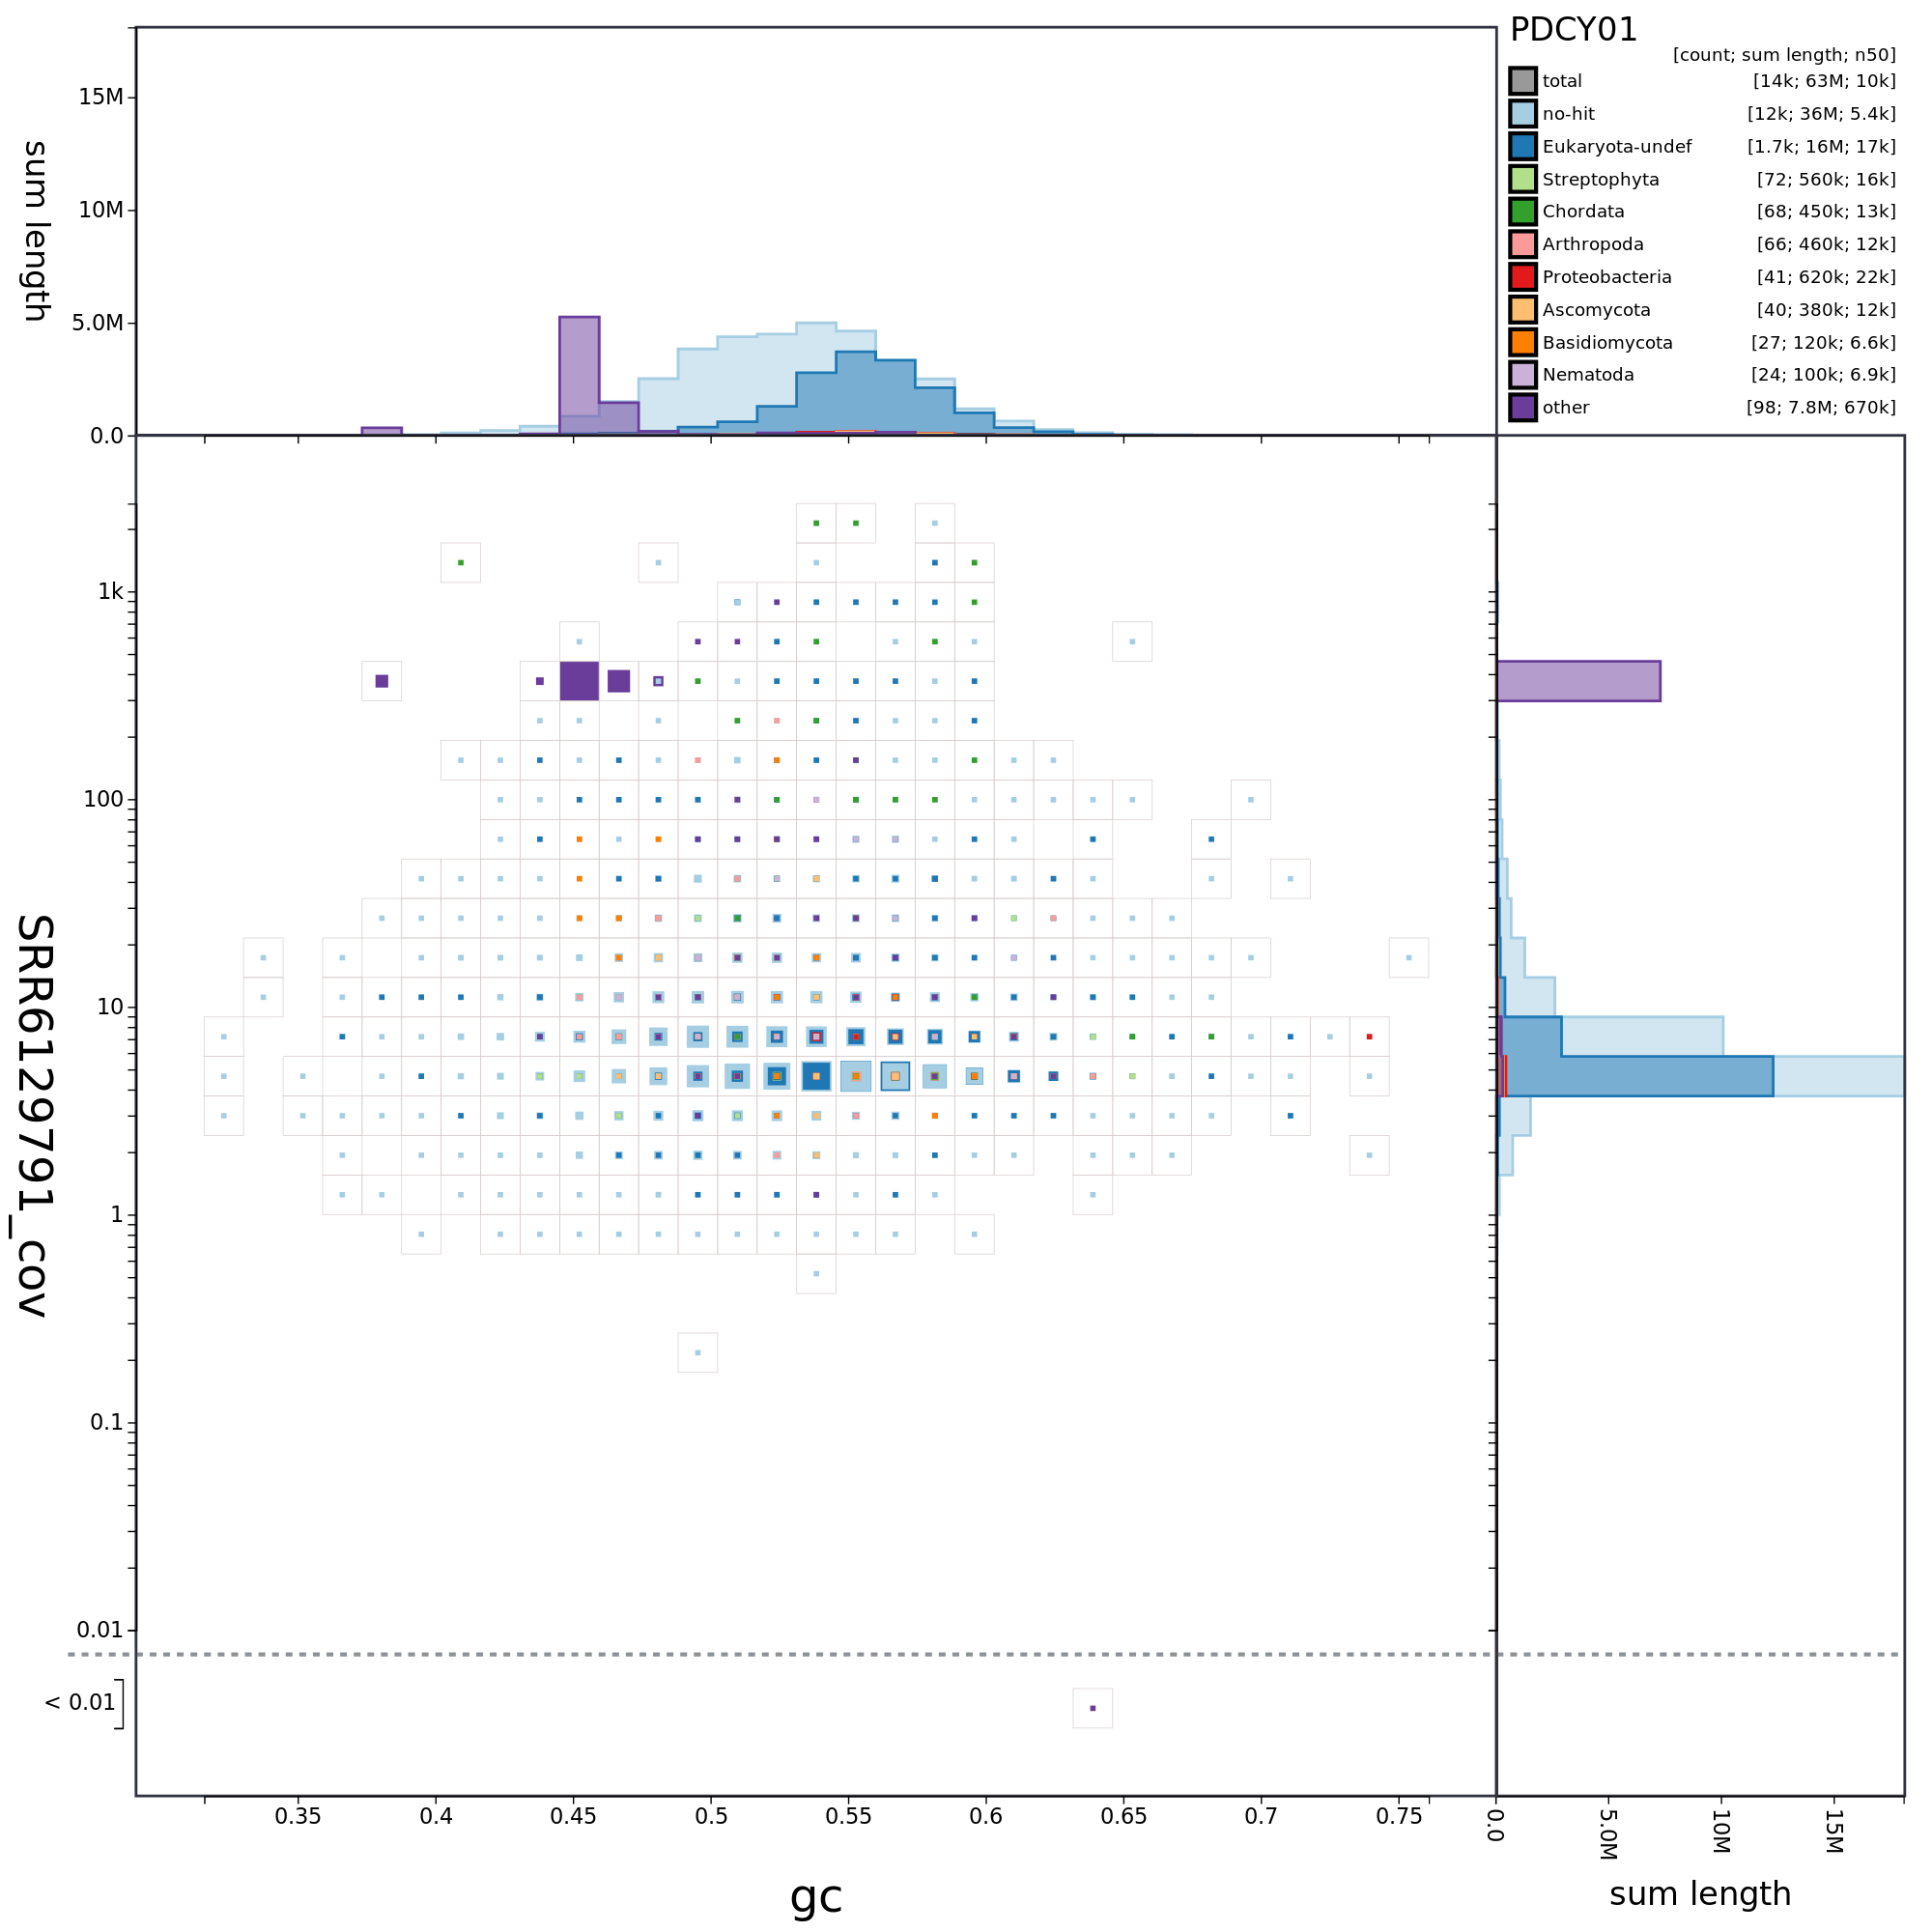 PDCY01
[count; sum length; n50]
total [14k; 63M; 10k]
no-hit [12k; 36M; 5.4k]
Eukaryota-undef [1.7k; 16M; 17k]
Streptophyta [72; 560k; 16k]
Chordata [68; 450k; 13k]
Arthropoda [66; 460k; 12k]
Proteobacteria [41; 620k; 22k]
Ascomycota [40; 380k; 12k]
Basidiomycota [27; 120k; 6.6k]
Nematoda [24; 100k; 6.9k]
other [98; 7.8M; 670k]
sum length
15M
10M
5.0M
0.0
SRR6129791_cov
1k
100
10
1
0.1
0.01
< 0.01
0.35 0.4 0.45 0.5 0.55 0.6 0.65 0.7 0.75
gc
0.0 5.0M 10M 15M
sum length